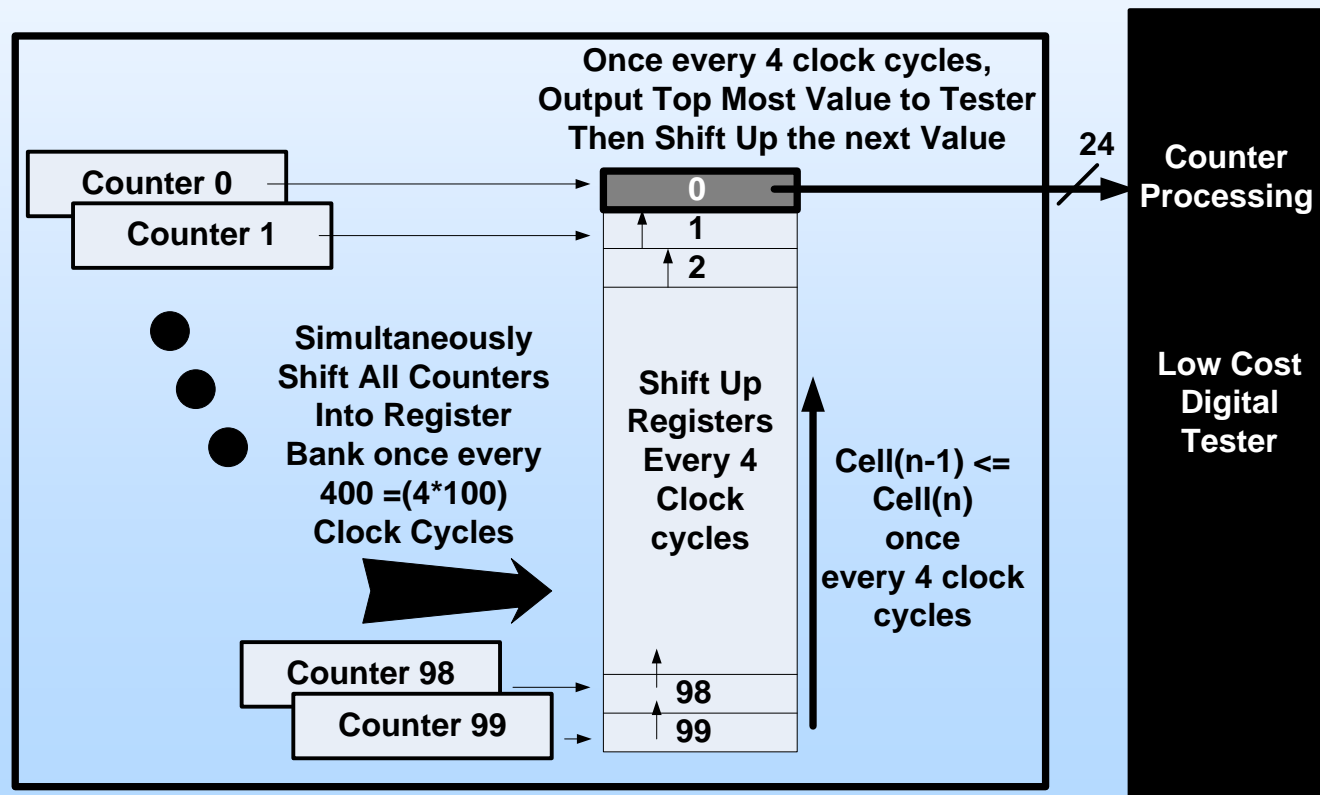 Once every 4 clock cycles,
Output Top Most Value to Tester
Then Shift Up the next Value
24
Counter
Processing
Counter 0
0
Counter 1
1
2
Simultaneously
Shift All Counters
Into Register
Bank once every
400 =(4*100)
Clock Cycles
Shift Up
Registers
Every 4
Clock
cycles
Cell(n-1) <=
Cell(n)
once
every 4 clock
cycles
Low Cost
Digital
Tester
Counter 98
98
Counter 99
99